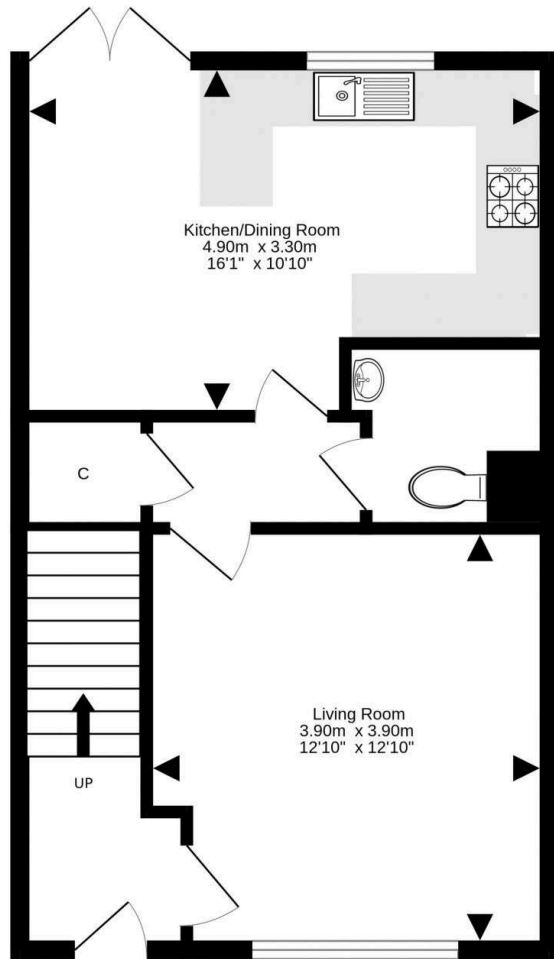 Kitchen/Dining Room
4.90m x 3.30m
16'1" x 10'10"
C
Living Room
3.90m x 3.90m
12'10" x 12'10"
UP